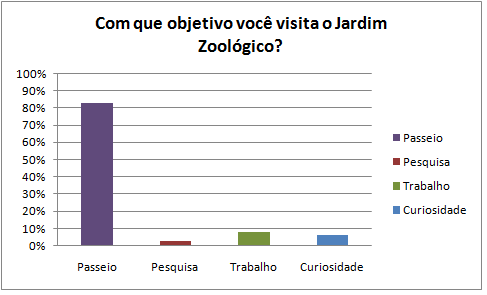 Com que objetivo você visita o Jardim
Zoológico?
100%
90%
80%
70%
60%
50%
40%
30%
20%
10%
0%
Passeio
Pesquisa
Trabalho
Curiosidade
Passeio
Pesquisa
Trabalho
Curiosidade